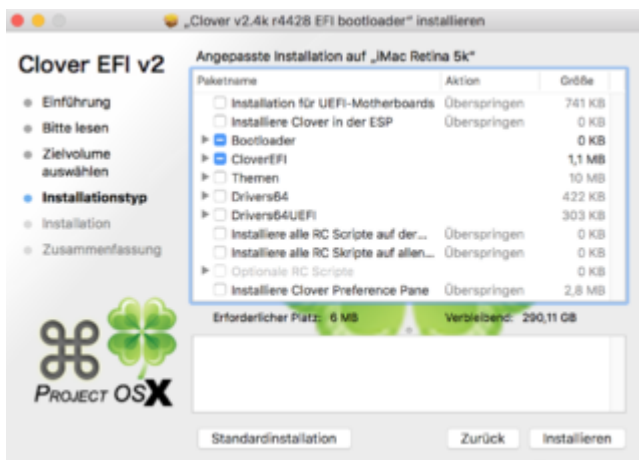 „Clover v2.4k r4428 EFI bootloader“ installieren
Clover EFI v2
Einführung
Bitte lesen
Zielvolume
auswählen
Installationstyp
Installation
Zusammenfassung
PROJECT OSX
Angepasste Installation auf „iMac Retina 5k“
Paketname Aktion Größe
Installation für UEFI-Motherboards Überspringen 741 KB
Installiere Clover in der ESP Überspringen 0 KB
Bootloader 0 KB
CloverEFI 1,1 MB
Themen 10 MB
Drivers64 422 KB
Drivers64UEFI 303 KB
Installiere alle RC Scripte auf der... Überspringen 0 KB
Installiere alle RC Skripte auf allen... Überspringen 0 KB
Optionale RC Scripte 0 KB
Installiere Clover Preference Pane Überspringen 2,8 MB
Erforderlicher Platz: 6 MB Verbleibend: 290,11 GB
Standardinstallation Zurück Installieren